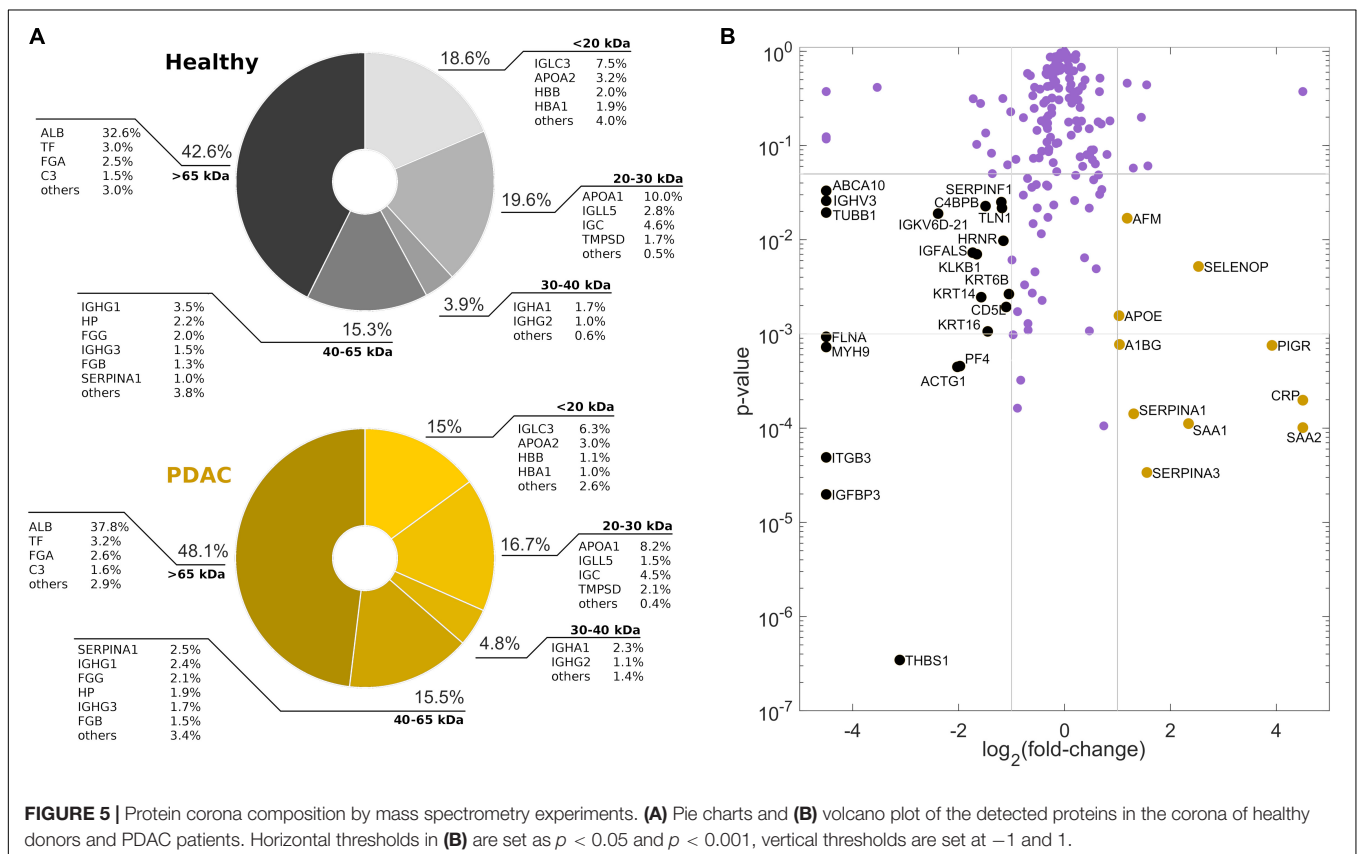 A
Healthy
18.6%
<20 kDa
IGLC3 7.5%
APOA2 3.2%
HBB 2.0%
HBA1 1.9%
others 4.0%
ALB 32.6%
TF 3.0%
FGA 2.5%
C3 1.5%
others 3.0%
42.6%
>65 kDa
19.6%
20-30 kDa
APOA1 10.0%
IGLL5 2.8%
IGC 4.6%
TMPSD 1.7%
others 0.5%
3.9%
30-40 kDa
IGHA1 1.7%
IGHG2 1.0%
others 0.6%
15.3%
40-65 kDa
IGHG1 3.5%
HP 2.2%
FGG 2.0%
IGHG3 1.5%
FGB 1.3%
SERPINA1 1.0%
others 3.8%
PDAC
15%
<20 kDa
IGLC3 6.3%
APOA2 3.0%
HBB 1.1%
HBA1 1.0%
others 2.6%
ALB 37.8%
TF 3.2%
FGA 2.6%
C3 1.6%
others 2.9%
48.1%
>65 kDa
16.7%
20-30 kDa
APOA1 8.2%
IGLL5 1.5%
IGC 4.5%
TMPSD 2.1%
others 0.4%
4.8%
30-40 kDa
IGHA1 2.3%
IGHG2 1.1%
others 1.4%
15.5%
40-65 kDa
SERPINA1 2.5%
IGHG1 2.4%
FGG 2.1%
HP 1.9%
IGHG3 1.7%
FGB 1.5%
others 3.4%
B
p-value
10^0
10^-1
10^-2
10^-3
10^-4
10^-5
10^-6
10^-7
ABCA10
IGHV3
TUBB1
SERPINF1
C4BPB
TLN1
IGKV6D-21
HRNR
IGFALS
KLKB1
KRT6B
KRT14
CD5L
KRT16
FLNA
MYH9
PF4
ACTG1
ITGB3
IGFBP3
THBS1
AFM
SELENOP
APOE
A1BG
PIGR
CRP
SERPINA1
SAA1
SAA2
SERPINA3
-4 -2 0 2 4
log2(fold-change)
FIGURE 5 | Protein corona composition by mass spectrometry experiments. (A) Pie charts and (B) volcano plot of the detected proteins in the corona of healthy
donors and PDAC patients. Horizontal thresholds in (B) are set as p < 0.05 and p < 0.001, vertical thresholds are set at −1 and 1.